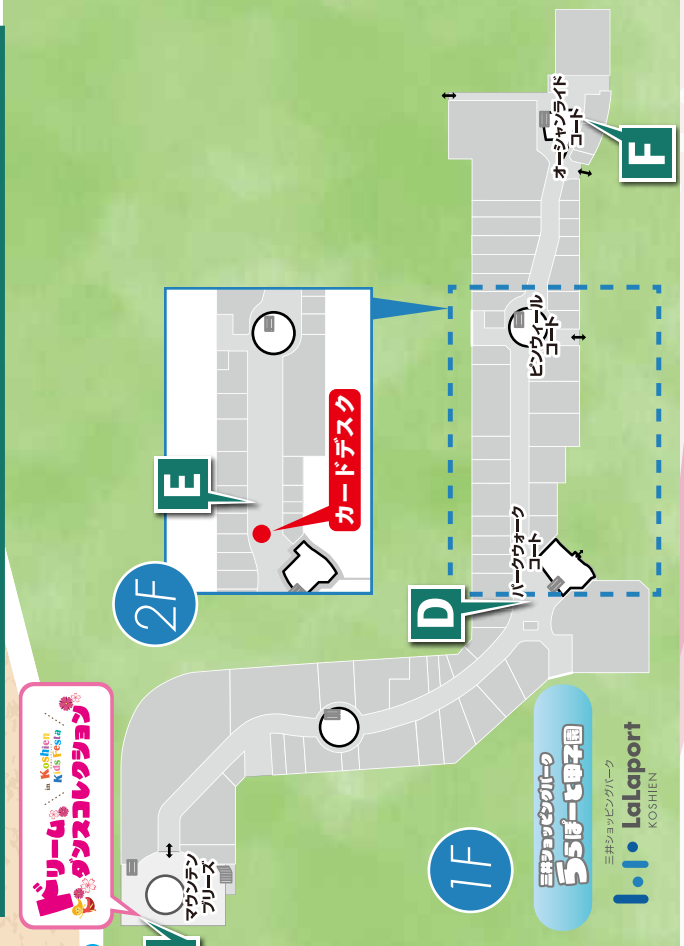 in Koshien
Kids Festa
ドリーム
ダンスコレクション
マウンテン
ブリーズ
2F
E
カードデスク
D
パークウォーク
コート
ピンウィール
コート
オーシャンライド
コート
F
1F
三井ショッピングパーク
ららぽーと甲子園
三井ショッピングパーク
LaLaport
KOSHIEN